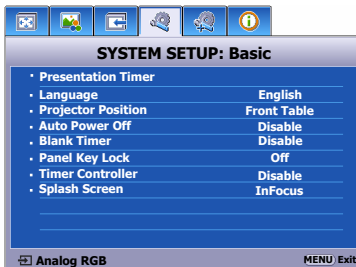 SYSTEM SETUP: Basic
Presentation Timer
Language English
Projector Position Front Table
Auto Power Off Disable
Blank Timer Disable
Panel Key Lock Off
Timer Controller Disable
Splash Screen InFocus
Analog RGB MENU Exit